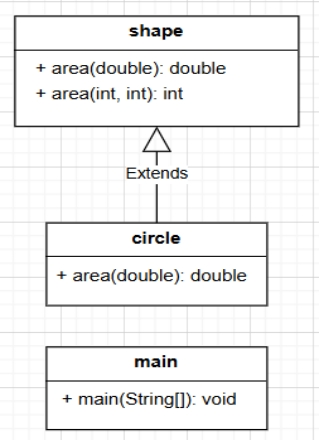 shape
+ area(double): double
+ area(int, int): int
Extends
circle
+ area(double): double
main
+ main(String[]): void